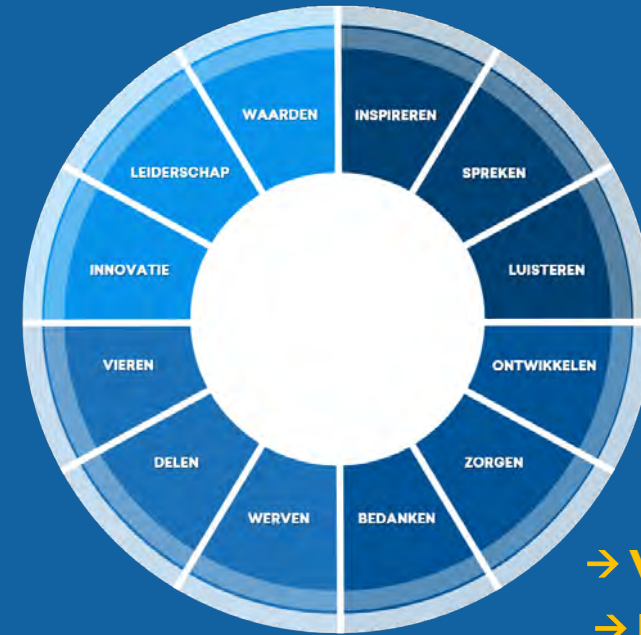 WAARDEN
INSPIREREN
LEIDERSCHAP
SPREKEN
INNOVATIE
LUISTEREN
VIEREN
ONTWIKKELEN
DELEN
ZORGEN
WERVEN
BEDANKEN
→
→